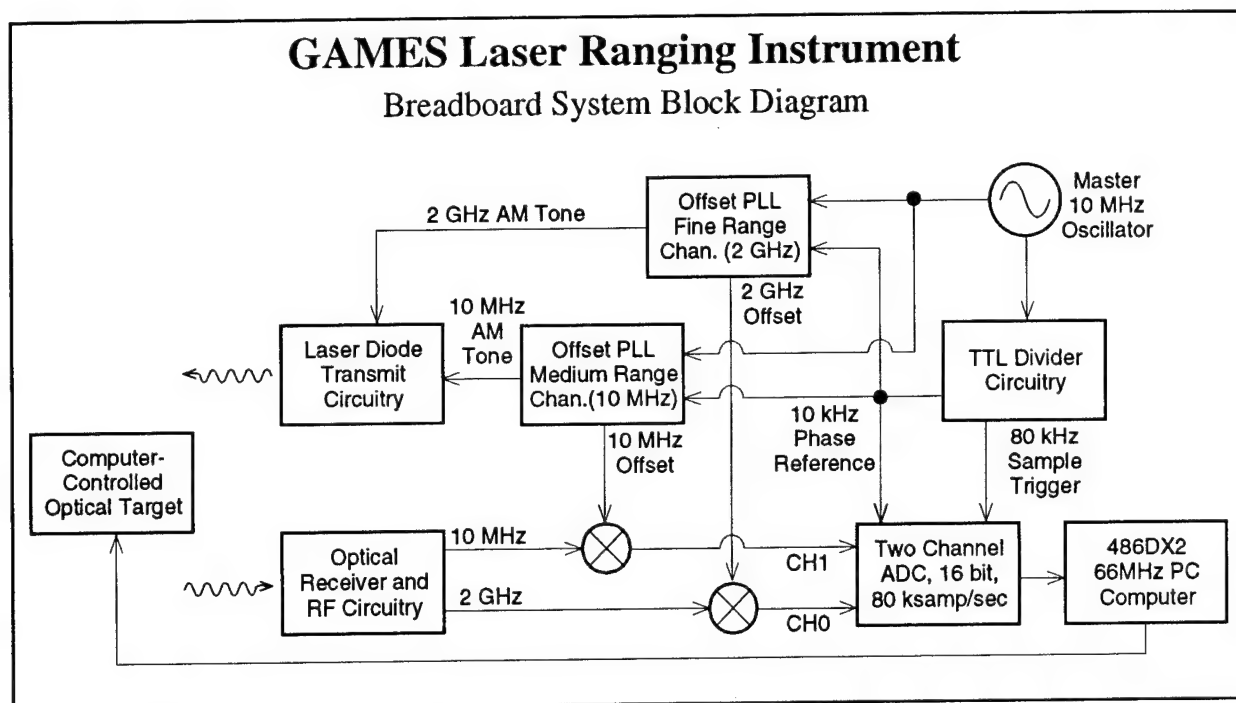 GAMES Laser Ranging Instrument
Breadboard System Block Diagram
2 GHz AM Tone
Offset PLL
Fine Range
Chan. (2 GHz)
Master
10 MHz
Oscillator
2 GHz
Offset
10 MHz
AM
Tone
Laser Diode
Transmit
Circuitry
Offset PLL
Medium Range
Chan.(10 MHz)
TTL Divider
Circuitry
10 MHz
Offset
10 kHz
Phase
Reference
80 kHz
Sample
Trigger
Computer-
Controlled
Optical Target
Optical
Receiver and
RF Circuitry
10 MHz
2 GHz
CH1
CH0
Two Channel
ADC, 16 bit,
80 ksamp/sec
486DX2
66MHz PC
Computer